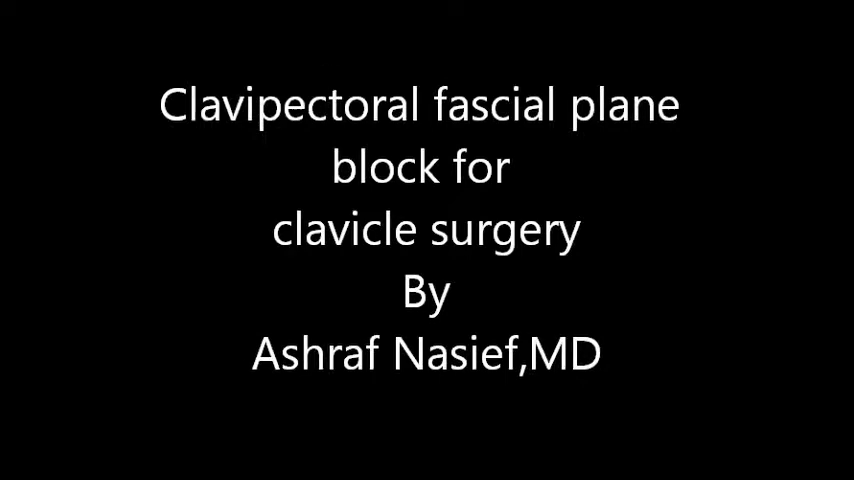 Clavipectoral fascial plane
block for
clavicle surgery
By
Ashraf Nasief,MD